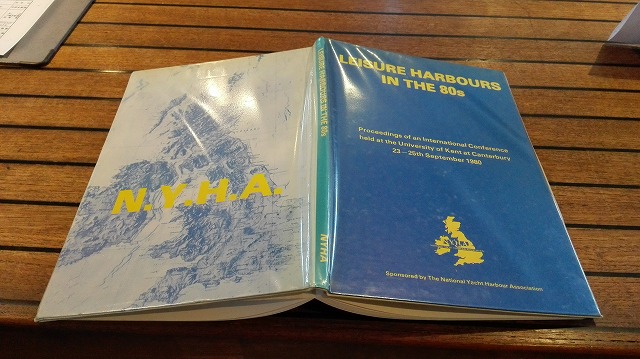 LEISURE HARBOURS
IN THE 80s
Proceedings of an International Conference
held at the University of Kent at Canterbury
23–25th September 1980
N.Y.H.A.
Sponsored by The National Yacht Harbour Association
LEISURE HARBOURS IN THE 80s
NYHA
N.Y.H.A.